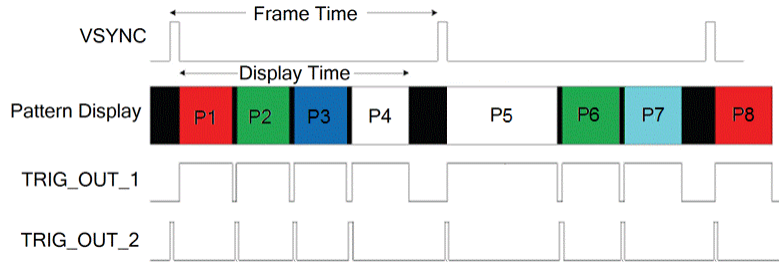 Frame Time
VSYNC
Display Time
Pattern Display
P1 P2 P3 P4 P5 P6 P7 P8
TRIG_OUT_1
TRIG_OUT_2